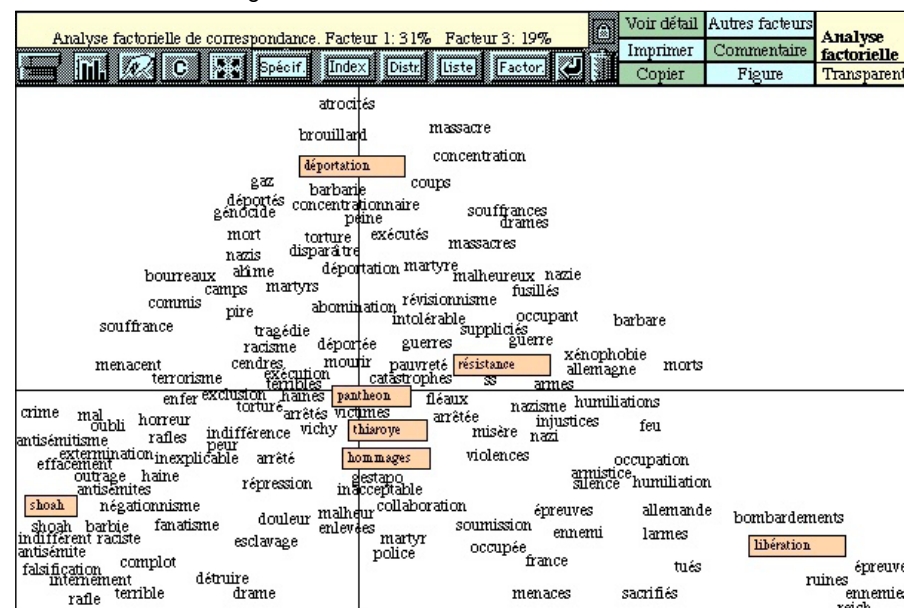 Analyse factorielle de correspondance. Facteur 1: 31% Facteur 3: 19%
Voir détail Autres facteurs Analyse factorielle
Imprimer Commentaire
Copier Figure Transparent
C Spécif. Index Distr. Liste Factor.
atrocités
brouillard massacre
déportation concentration
gaz barbarie coups
déportés concentrationnaire
génocide peine souffrances
drames
mort torture exécutés massacres
nazis disparaître
bourreaux abîme déportation martyre malheureux nazie
camps martyrs fusillés
commis abomination révisionnisme
pire intolérable occupant barbare
souffrance tragédie suppliciés
racisme déportée guerres guerre
menacent cendres mourir pauvreté résistance xénophobie morts
terrorisme exécution catastrophes ss allemagne
terribles armes
enfer exclusion haines pantheon fléaux nazisme humiliations
crime mal torturé arrêtés victimes arrêtée injustices
oubli horreur vichy thiaroye misère nazi feu
antisémitisme rafles indifférence
peur
extermination inexplicable arrêté hommages violences occupation
effacement armistice
outrage haine répression gestapo silence humiliation
antisémites inacceptable
shoah négationnisme malheur collaboration épreuves allemande bombardements
shoah barbie fanatisme douleur enlevées soumission
indifférent raciste esclavage martyr ennemi larmes libération
antisémite police occupée
falsification complot france tués épreuve
internement détruire ruines
rafle terrible drame menaces sacrifiés ennemies
reich